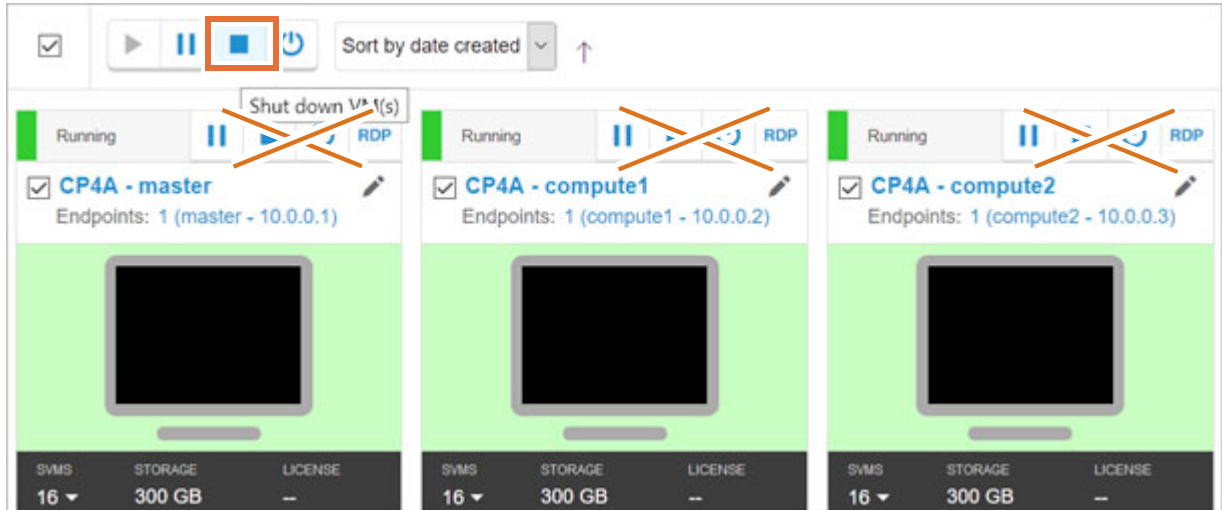 Sort by date created
Shut down VM(s)
Running RDP
CP4A - master
Endpoints: 1 (master - 10.0.0.1)
SVMS STORAGE LICENSE
16 300 GB --
Running RDP
CP4A - compute1
Endpoints: 1 (compute1 - 10.0.0.2)
SVMS STORAGE LICENSE
16 300 GB --
Running RDP
CP4A - compute2
Endpoints: 1 (compute2 - 10.0.0.3)
SVMS STORAGE LICENSE
16 300 GB --